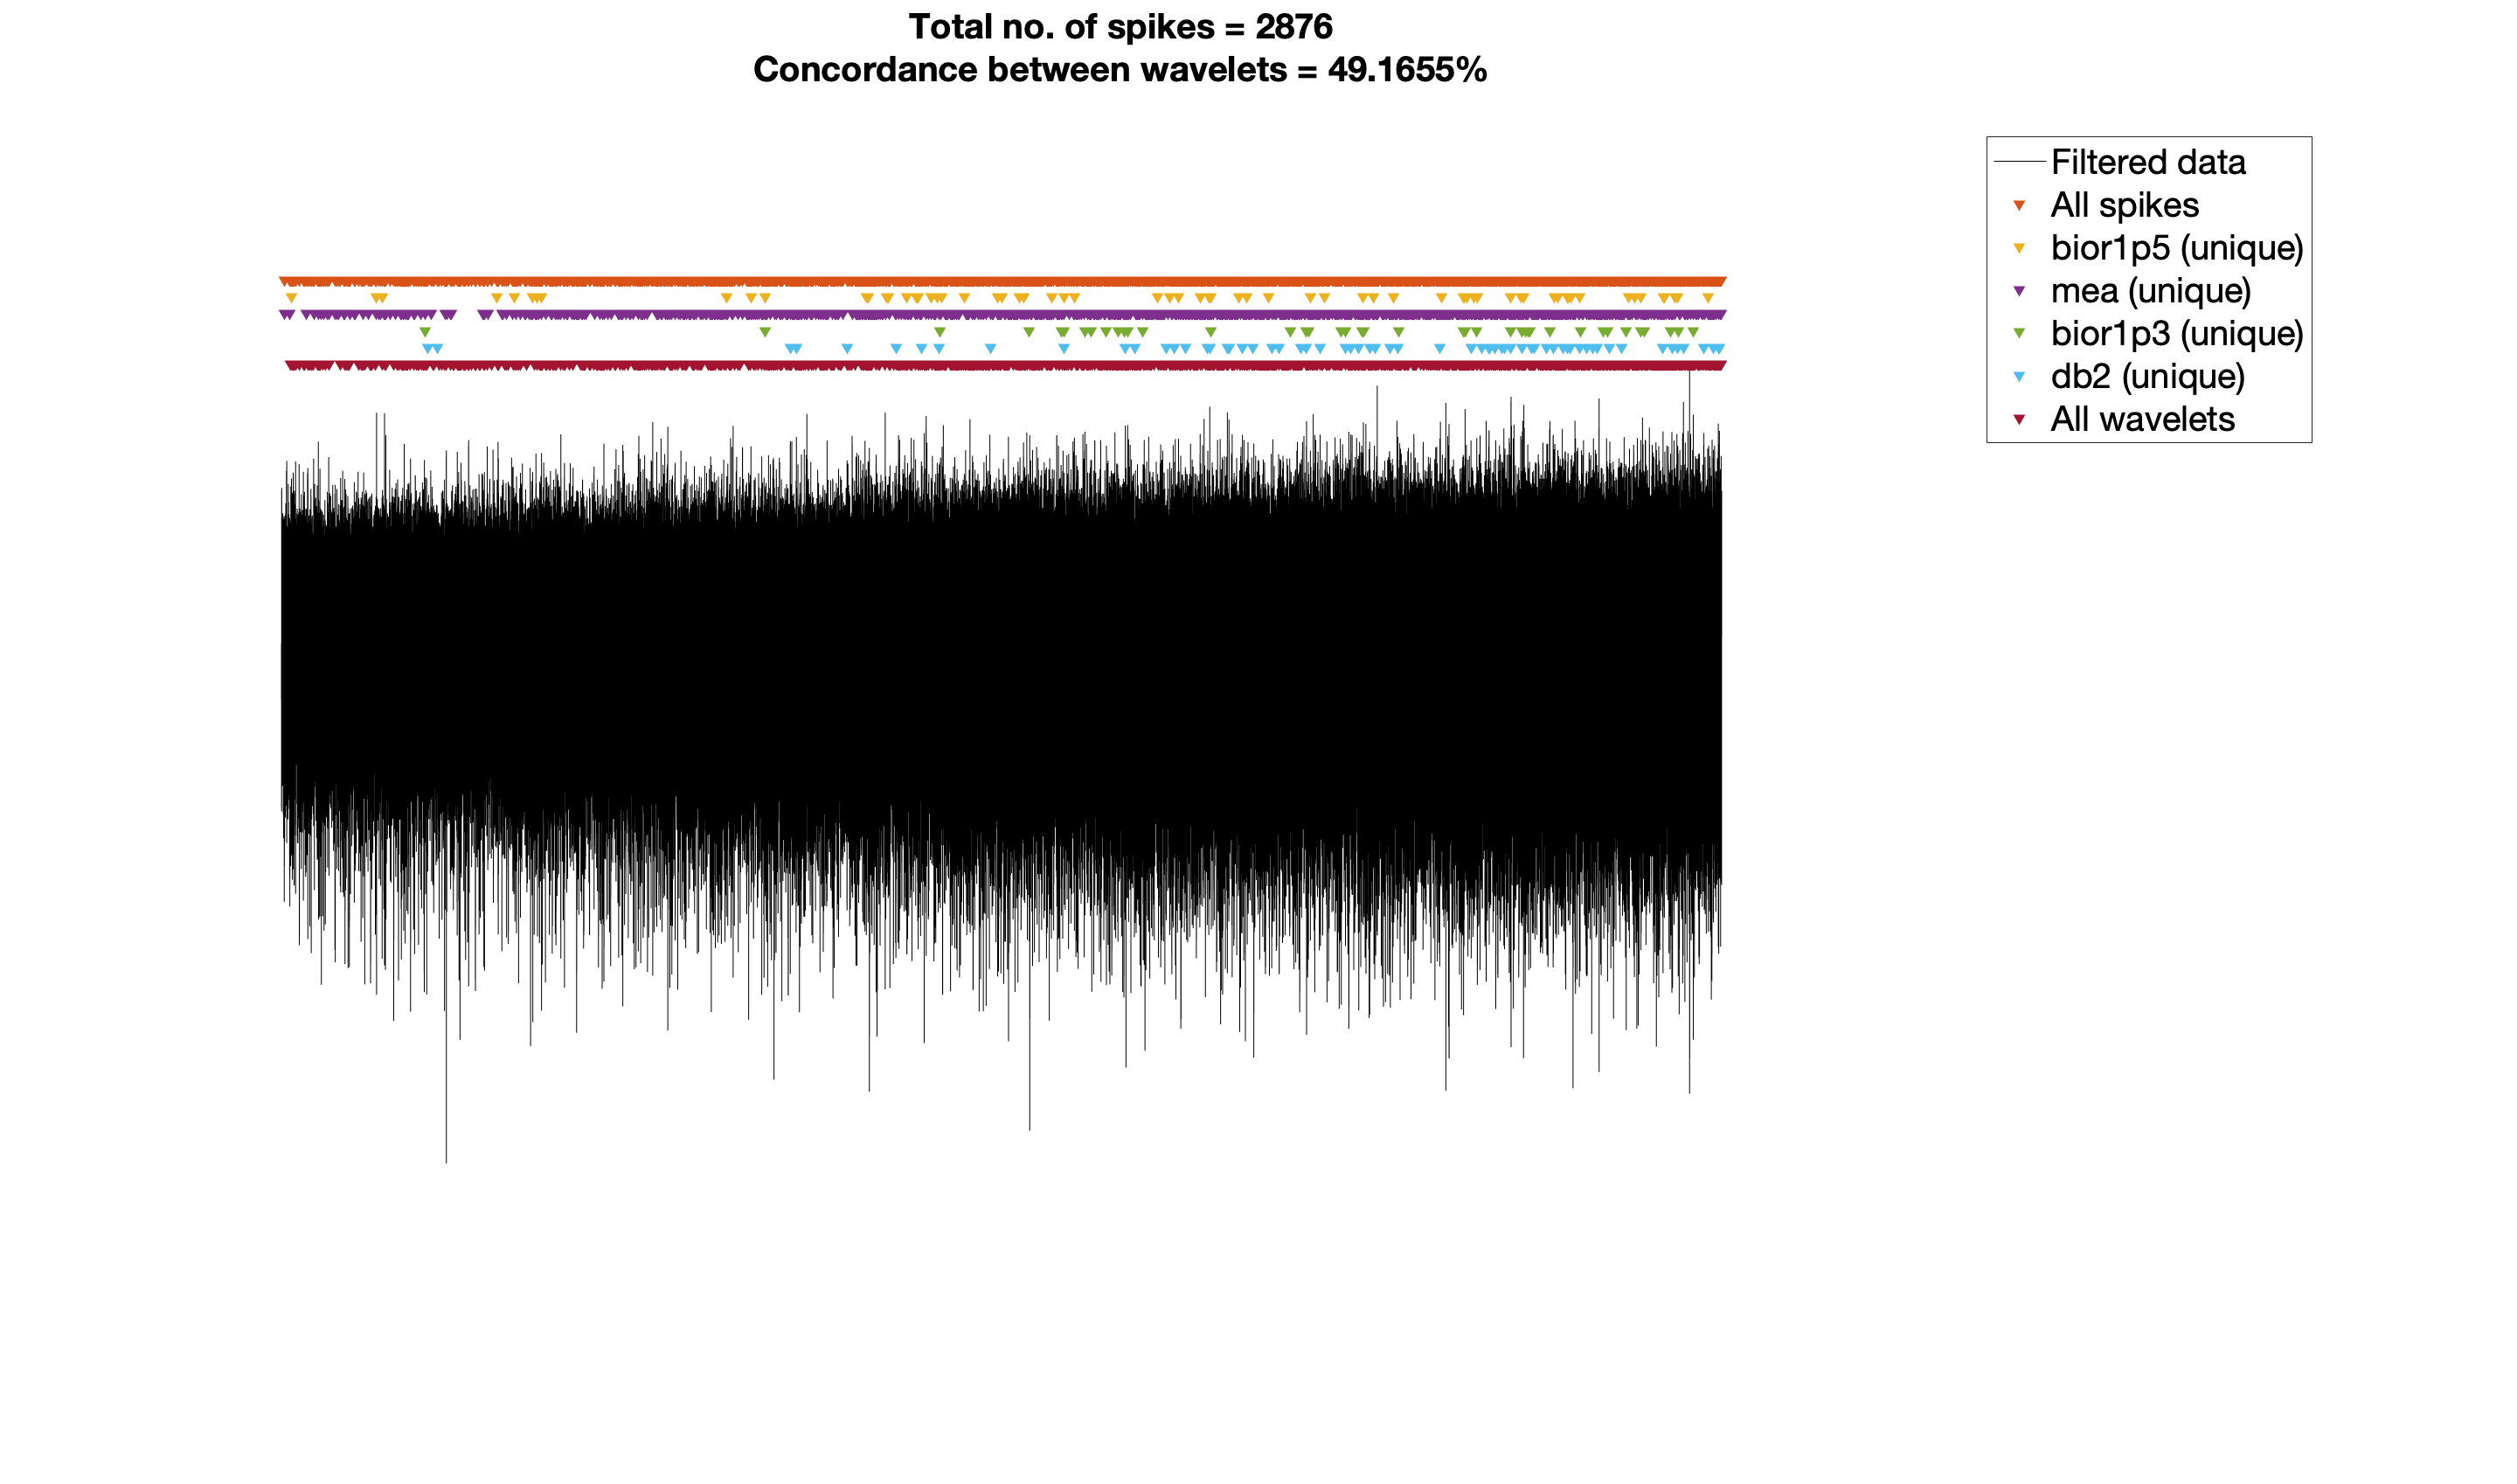 Total no. of spikes = 2876
Concordance between wavelets = 49.1655%
Filtered data
All spikes
bior1p5 (unique)
mea (unique)
bior1p3 (unique)
db2 (unique)
All wavelets